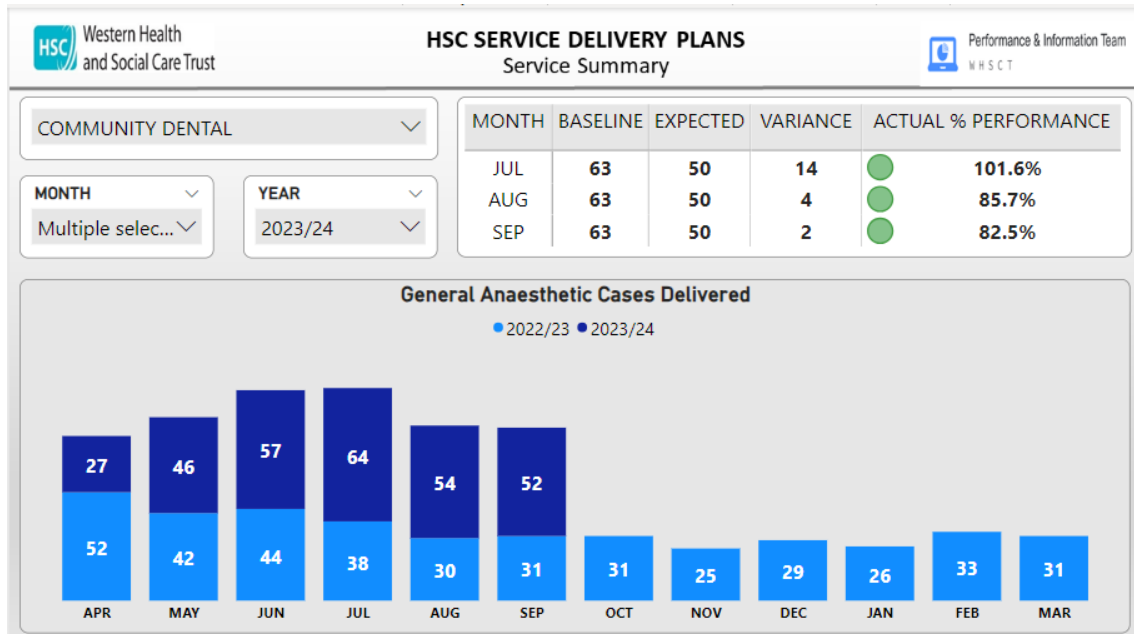 HSC
Western Health
and Social Care Trust
HSC SERVICE DELIVERY PLANS
Service Summary
Performance & Information Team
WHSCT
COMMUNITY DENTAL
MONTH
Multiple selec...
YEAR
2023/24
MONTH BASELINE EXPECTED VARIANCE ACTUAL % PERFORMANCE
JUL 63 50 14 101.6%
AUG 63 50 4 85.7%
SEP 63 50 2 82.5%
General Anaesthetic Cases Delivered
2022/23 2023/24
27 46 57 64 54 52
52 42 44 38 30 31 31 25 29 26 33 31
APR MAY JUN JUL AUG SEP OCT NOV DEC JAN FEB MAR